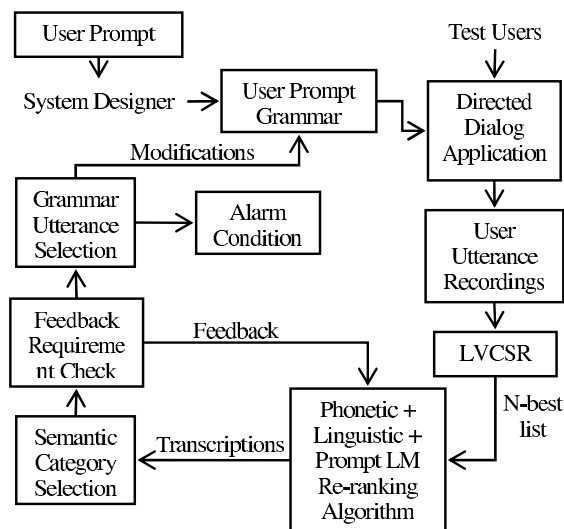 User Prompt
Test Users
System Designer
User Prompt
Grammar
Directed
Dialog
Application
Modifications
Grammar
Utterance
Selection
Alarm
Condition
User
Utterance
Recordings
Feedback
Requireme
nt Check
Feedback
LVCSR
N-best
list
Phonetic +
Linguistic +
Prompt LM
Re-ranking
Algorithm
Transcriptions
Semantic
Category
Selection